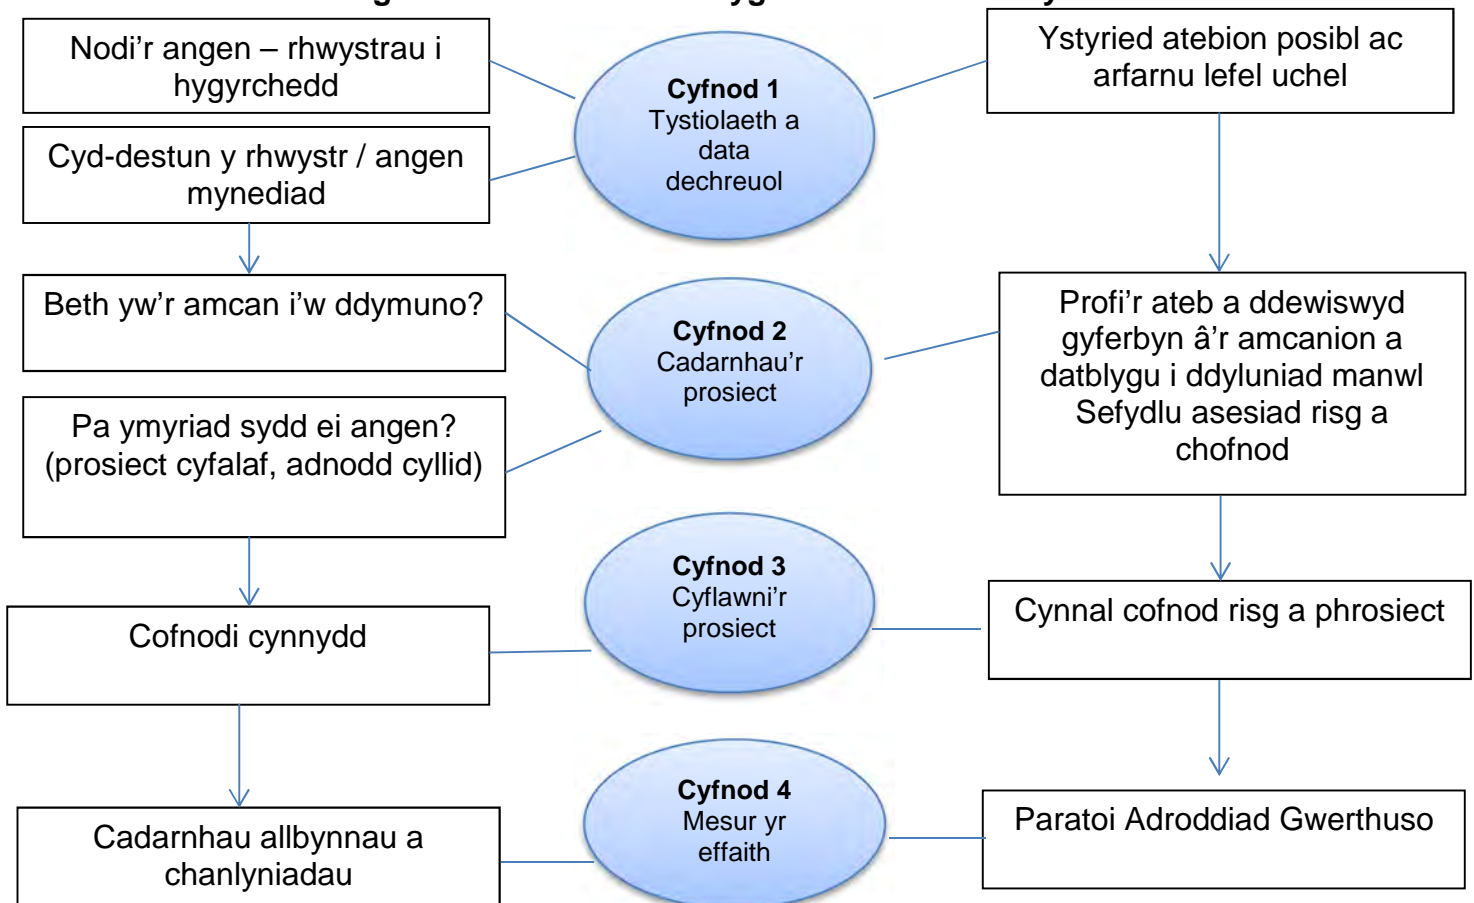 Nodi'r angen – rhwystrau i
hygyrchedd
Cyfnod 1
Tystiolaeth a
data
dechreuol
Ystyried atebion posibl ac
arfarnu lefel uchel
Cyd-destun y rhwystr / angen
mynediad
Beth yw'r amcan i'w ddymuno?
Cyfnod 2
Cadarnhau'r
prosiect
Profi'r ateb a ddewiswyd
gyferbyn â'r amcanion a
datblygu i ddyluniad manwl
Sefydlu asesiad risg a
chofnod
Pa ymyriad sydd ei angen?
(prosiect cyfalaf, adnodd cyllid)
Cyfnod 3
Cyflawni'r
prosiect
Cofnodi cynnydd
Cynnal cofnod risg a phrosiect
Cyfnod 4
Mesur yr
effaith
Cadarnhau allbynnau a
chanlyniadau
Paratoi Adroddiad Gwerthuso